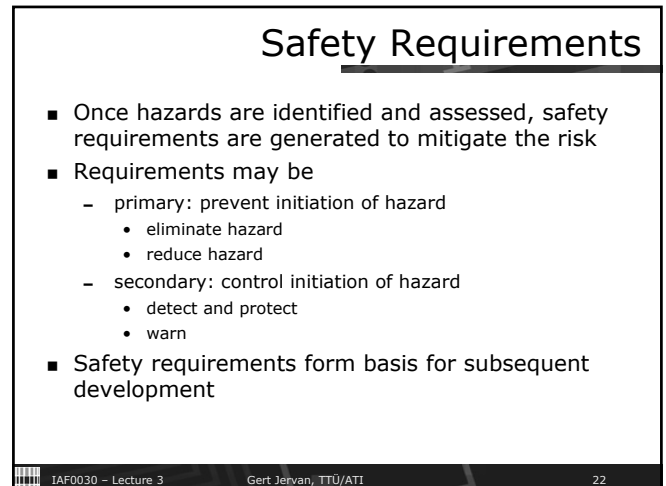 Safety Requirements
■ Once hazards are identified and assessed, safety
requirements are generated to mitigate the risk
■ Requirements may be
– primary: prevent initiation of hazard
• eliminate hazard
• reduce hazard
– secondary: control initiation of hazard
• detect and protect
• warn
■ Safety requirements form basis for subsequent
development
IAF0030 – Lecture 3 Gert Jervan, TTÜ/ATI 22